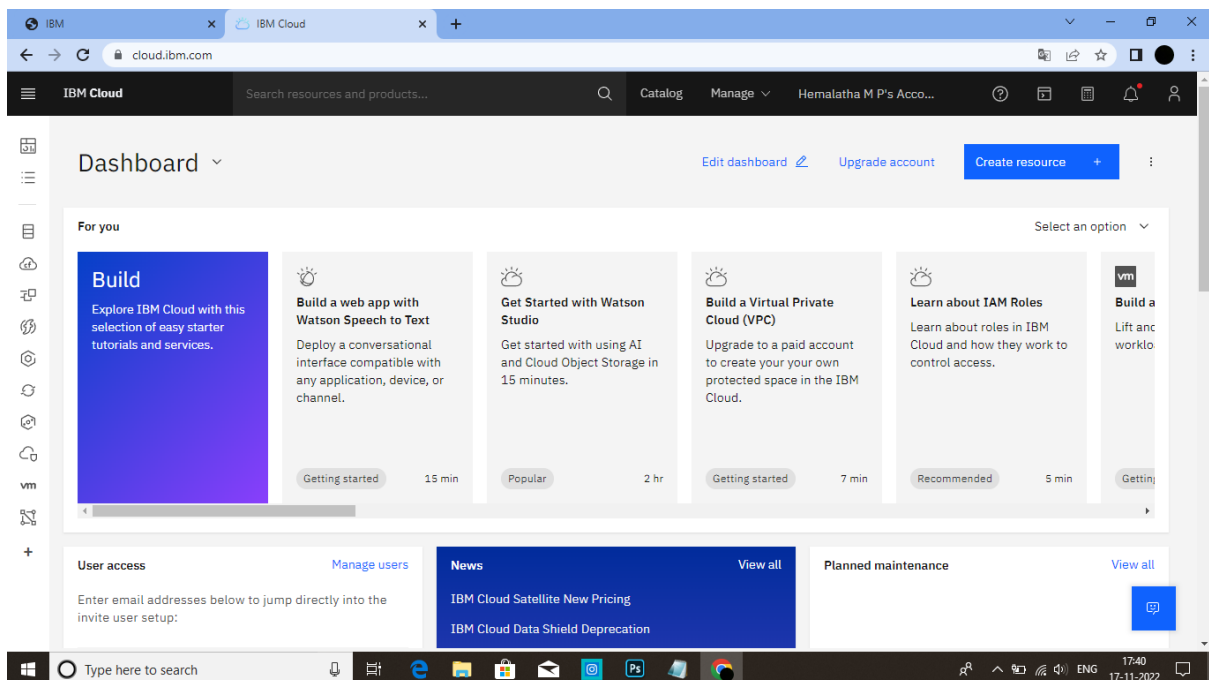 IBM
IBM Cloud
cloud.ibm.com
IBM Cloud
Search resources and products...
Catalog
Manage
Hemalatha M P's Acco...
Dashboard
Edit dashboard
Upgrade account
Create resource +
For you
Select an option
Build
Explore IBM Cloud with this
selection of easy starter
tutorials and services.
Build a web app with
Watson Speech to Text
Deploy a conversational
interface compatible with
any application, device, or
channel.
Getting started
15 min
Get Started with Watson
Studio
Get started with using AI
and Cloud Object Storage in
15 minutes.
Popular
2 hr
Build a Virtual Private
Cloud (VPC)
Upgrade to a paid account
to create your your own
protected space in the IBM
Cloud.
Getting started
7 min
Learn about IAM Roles
Learn about roles in IBM
Cloud and how they work to
control access.
Recommended
5 min
vm
Build a
Lift and
worklo
Getting
vm
User access
Manage users
Enter email addresses below to jump directly into the
invite user setup:
News
View all
IBM Cloud Satellite New Pricing
IBM Cloud Data Shield Deprecation
Planned maintenance
View all
Type here to search
Ps
ENG
17:40
17-11-2022